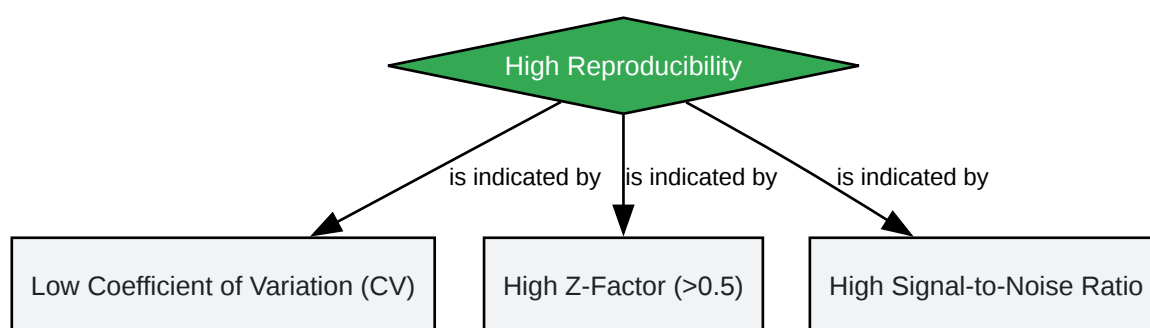 High Reproducibility
is indicated by
is indicated by
is indicated by
Low Coefficient of Variation (CV)
High Z-Factor (>0.5)
High Signal-to-Noise Ratio